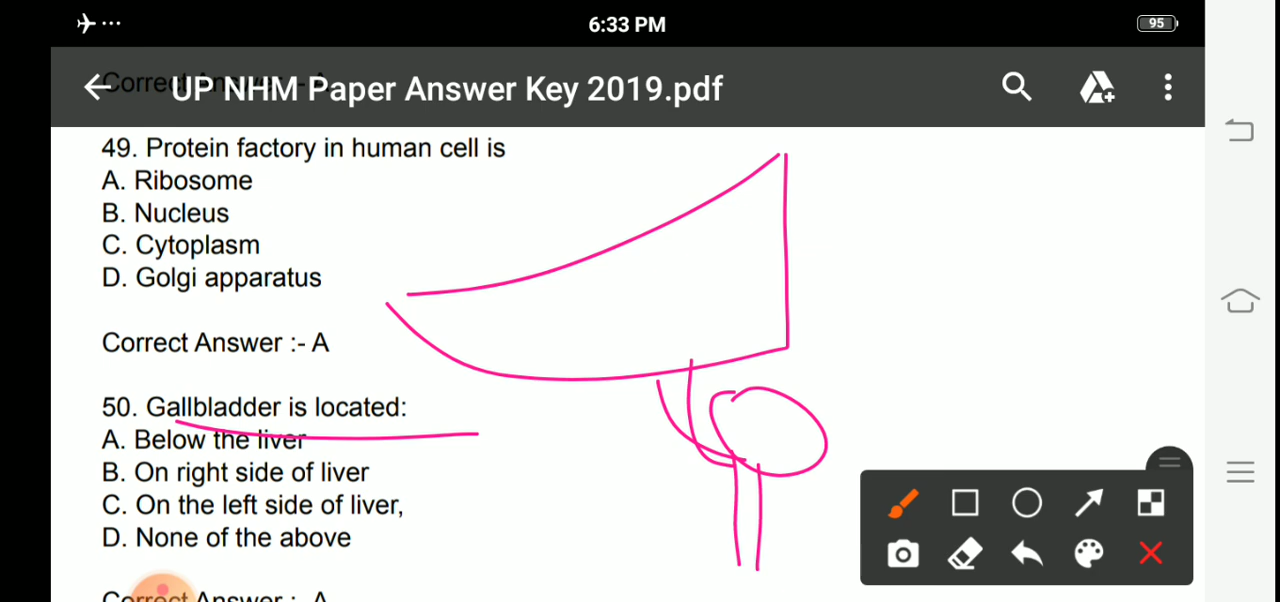 6:33 PM
95
UP NHM Paper Answer Key 2019.pdf
49. Protein factory in human cell is
A. Ribosome
B. Nucleus
C. Cytoplasm
D. Golgi apparatus
Correct Answer :- A
50. Gallbladder is located:
A. Below the liver
B. On right side of liver
C. On the left side of liver,
D. None of the above
Correct Answer :- A